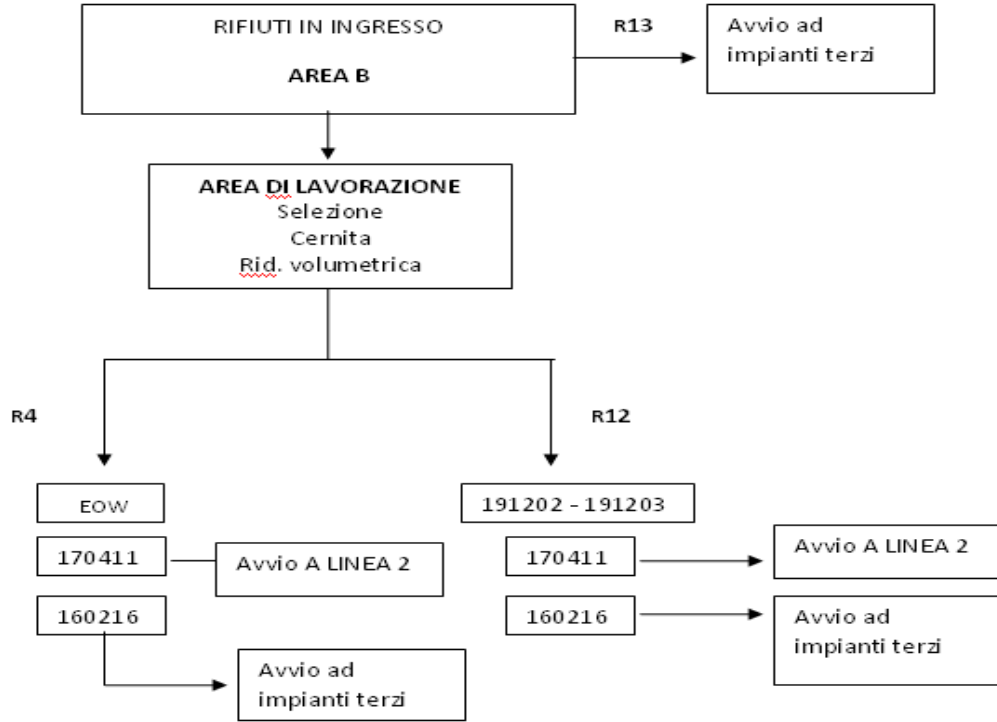 RIFIUTI IN INGRESSO
AREA B
R13
Avvio ad
impianti terzi
AREA DI LAVORAZIONE
Selezione
Cernita
Rid. volumetrica
R4
R12
EOW
170411
Avvio A LINEA 2
160216
Avvio ad
impianti terzi
191202 - 191203
170411
Avvio A LINEA 2
160216
Avvio ad
impianti terzi